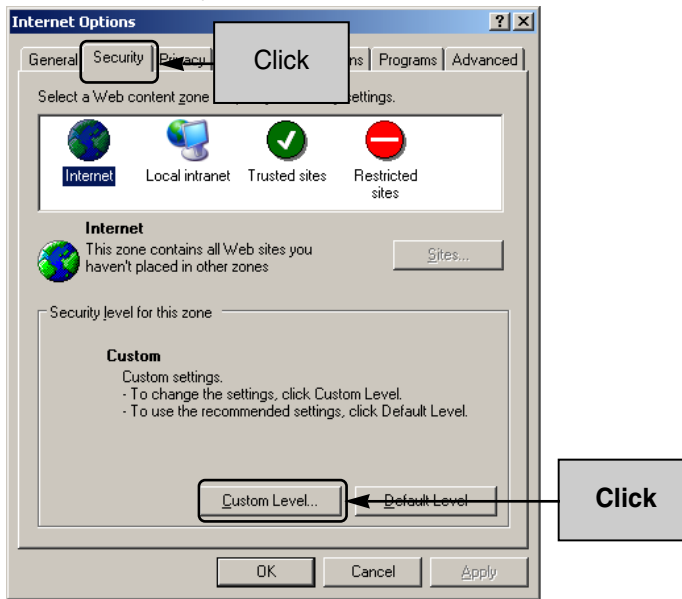 Internet Options
Click
General Security Privacy ns Programs Advanced
Select a Web content zone ettings.
Internet Local intranet Trusted sites Restricted sites
Internet
This zone contains all Web sites you
haven't placed in other zones
Sites...
Security level for this zone
Custom
Custom settings.
- To change the settings, click Custom Level.
- To use the recommended settings, click Default Level.
Custom Level... Default Level
Click
OK Cancel Apply